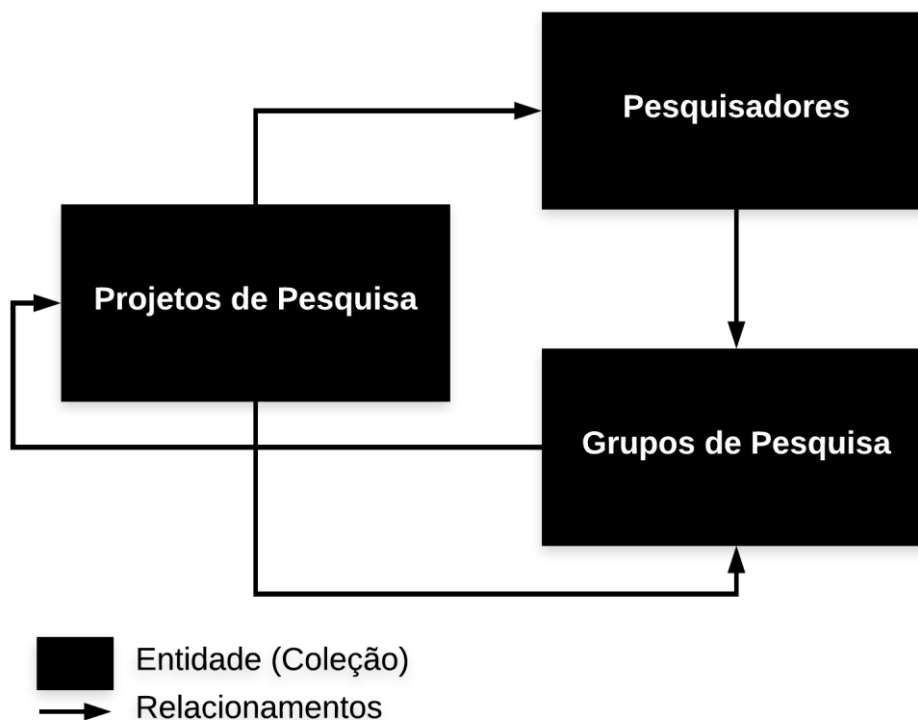 Pesquisadores
Projetos de Pesquisa
Grupos de Pesquisa
Entidade (Coleção)
Relacionamentos